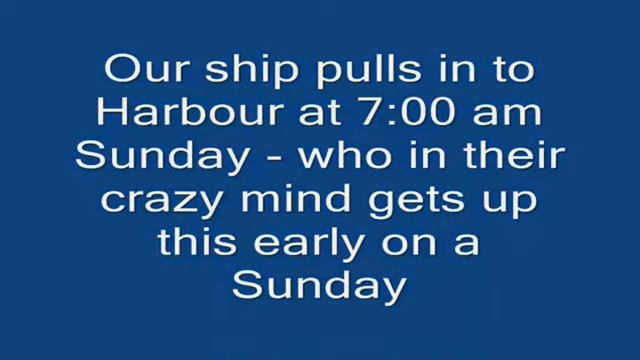 Our ship pulls in to
Harbour at 7:00 am
Sunday - who in their
crazy mind gets up
this early on a
Sunday